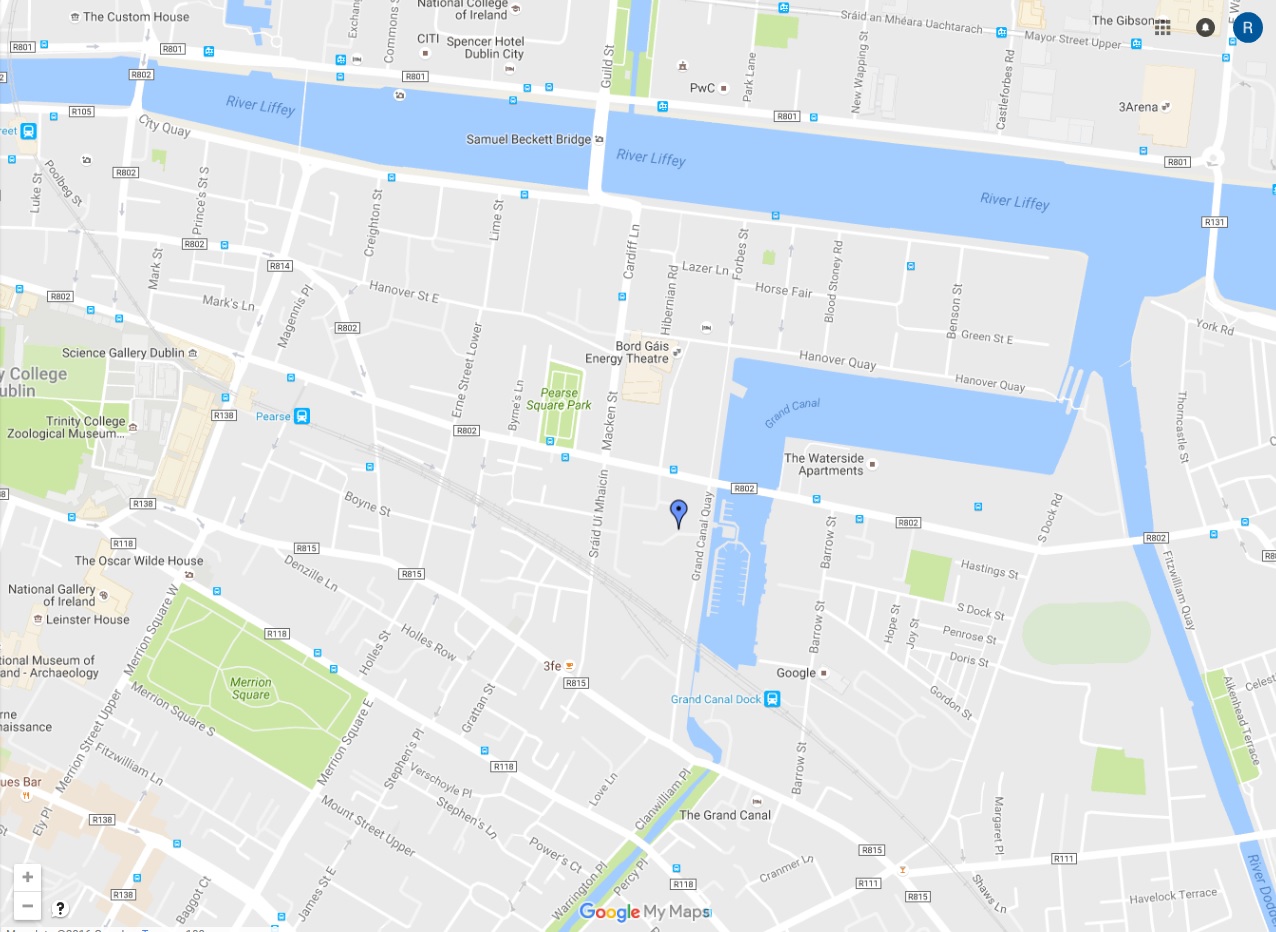 The Custom House
National College
of Ireland
CITI
Spencer Hotel
Dublin City
Guild St
Commons S
Exchan
Sráid an Mhéara Uachtarach
Mayor Street Upper
The Gibson
R
R801
R801
R802
R801
PwC
Park Lane
New Wapping St
Castleforbes Rd
3Arena
R801
R801
R105
River Liffey
City Quay
Samuel Beckett Bridge
River Liffey
River Liffey
reet
Poolbeg St
Luke St
R802
Prince's St S
Creighton St
Lime St
Cardiff Ln
R131
R802
R814
Mark St
Hanover St E
Lazer Ln
Forbes St
Horse Fair
Hibernian Rd
Blood Stoney Rd
Benson St
Green St E
York Rd
R802
Mark's Ln
Magennis Pl
R802
Science Gallery Dublin
y College
ublin
Erne Street Lower
Byrne's Ln
Bord Gáis
Energy Theatre
Hanover Quay
Hanover Quay
Pearse
Square Park
Macken St
Grand Canal
Thorncastle St
Trinity College
Zoological Museum...
R138
Pearse
R802
The Waterside
Apartments
R802
R802
R802
R138
R118
Boyne St
Sráid Uí Mhaicín
Grand Canal Quay
Barrow St
S Dock Rd
R815
Denzille Ln
R815
The Oscar Wilde House
National Gallery
of Ireland
Leinster House
Merrion Square W
Hastings St
S Dock St
Hope St
Joy St
Penrose St
Doris St
Fitzwilliam Quay
Barrow St
R118
tional Museum of
and - Archaeology
Holles St
Holles Row
3fe
R815
Google
Grand Canal Dock
Gordon St
Aikenhead Terrace
Celest
Merrion
Square
Merrion Square S
Merrion Square E
Grattan St
Stephen's Pl
rne
naissance
Merrion Street Upper
Fitzwilliam Ln
R118
Verschoyle Pl
Stephen's Ln
Love Ln
Clanwilliam Pl
Barrow St
The Grand Canal
Margaret Pl
ues Bar
Ely Pl
R138
Mount Street Upper
Power's Ct
R815
R111
R138
Baggot Ct
James St E
Warrington Pl
Percy Pl
R118
Cranmer Ln
R111
R815
Shaws Ln
Havelock Terrace
River Dodde
+
−
?
Google My Maps